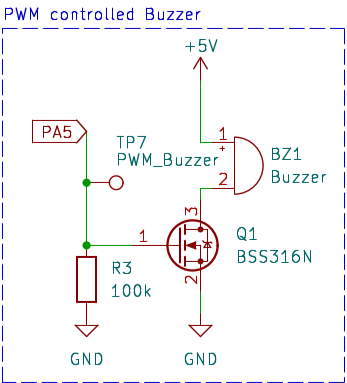 PWM controlled Buzzer
+5V
PA5
TP7
PWM_Buzzer
1
+
BZ1
Buzzer
2
3
1
Q1
BSS316N
2
R3
100k
GND
GND